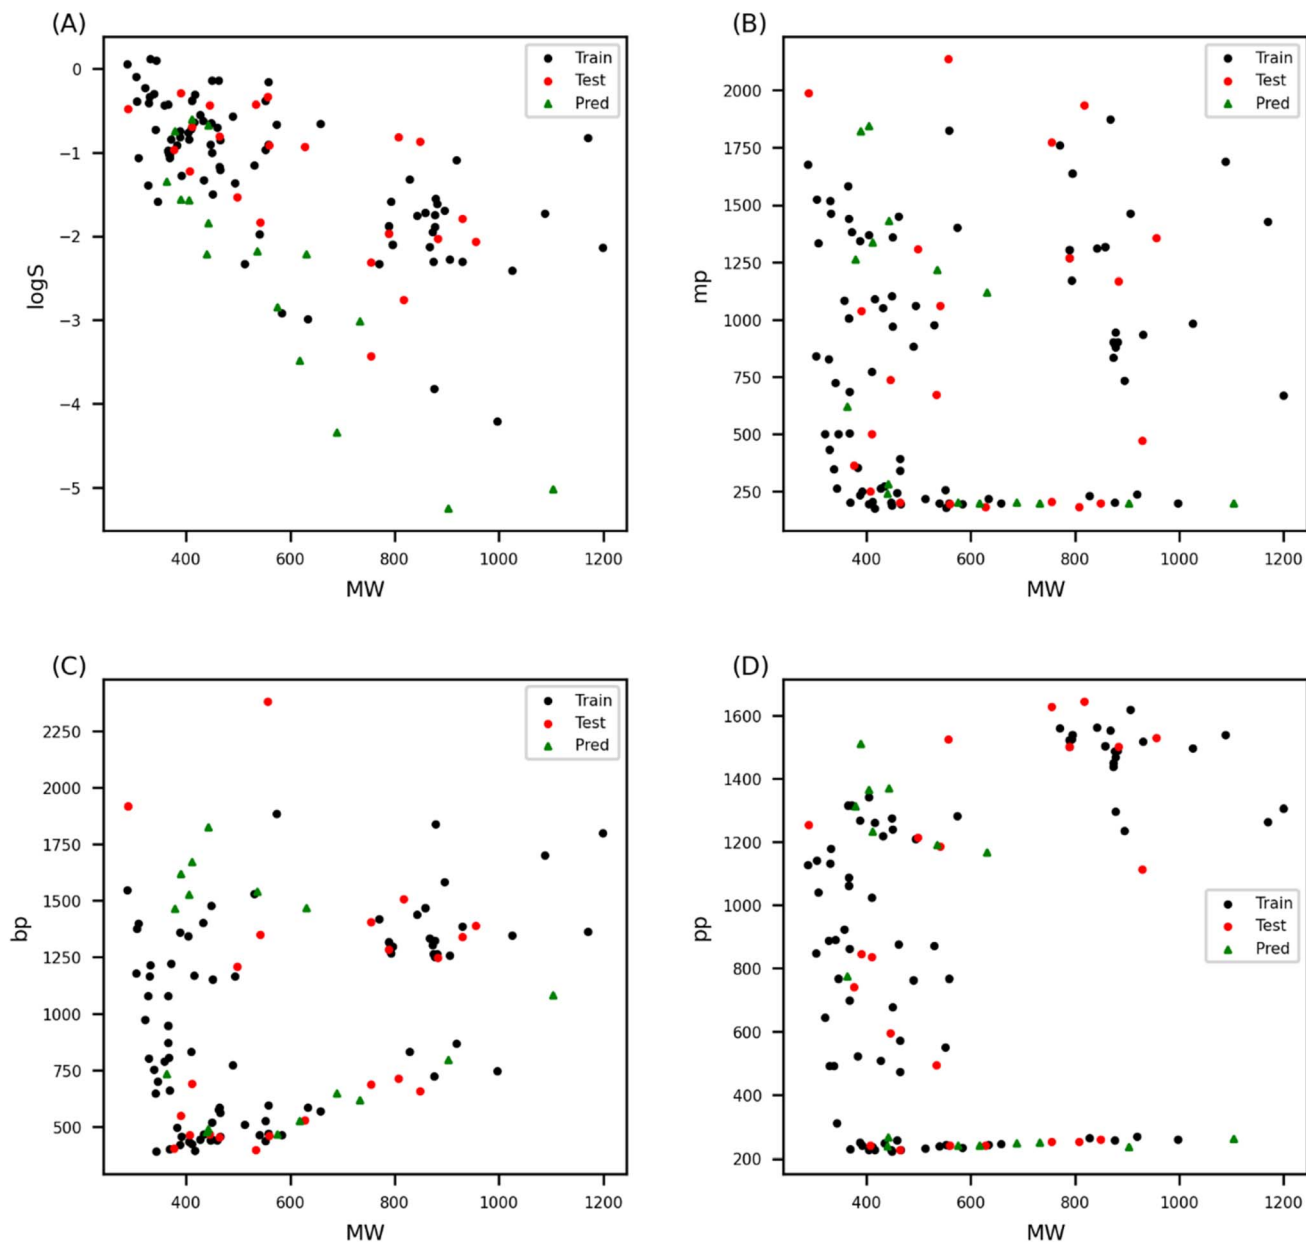 (A)
logS
0
−1
−2
−3
−4
−5
400 600 800 1000 1200
MW
Train
Test
Pred
(B)
mp
2000
1750
1500
1250
1000
750
500
250
400 600 800 1000 1200
MW
Train
Test
Pred
(C)
bp
2250
2000
1750
1500
1250
1000
750
500
400 600 800 1000 1200
MW
Train
Test
Pred
(D)
pp
1600
1400
1200
1000
800
600
400
200
400 600 800 1000 1200
MW
Train
Test
Pred